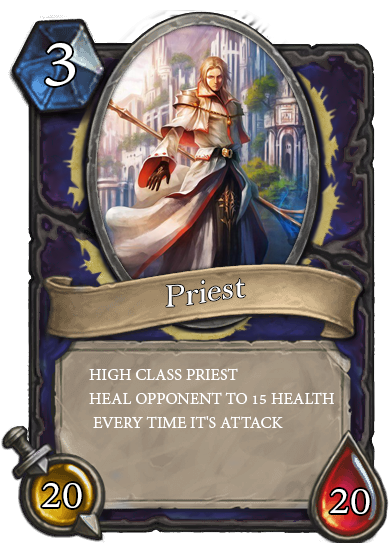 3
Priest
HIGH CLASS PRIEST
HEAL OPPONENT TO 15 HEALTH
EVERY TIME IT'S ATTACK
20
20